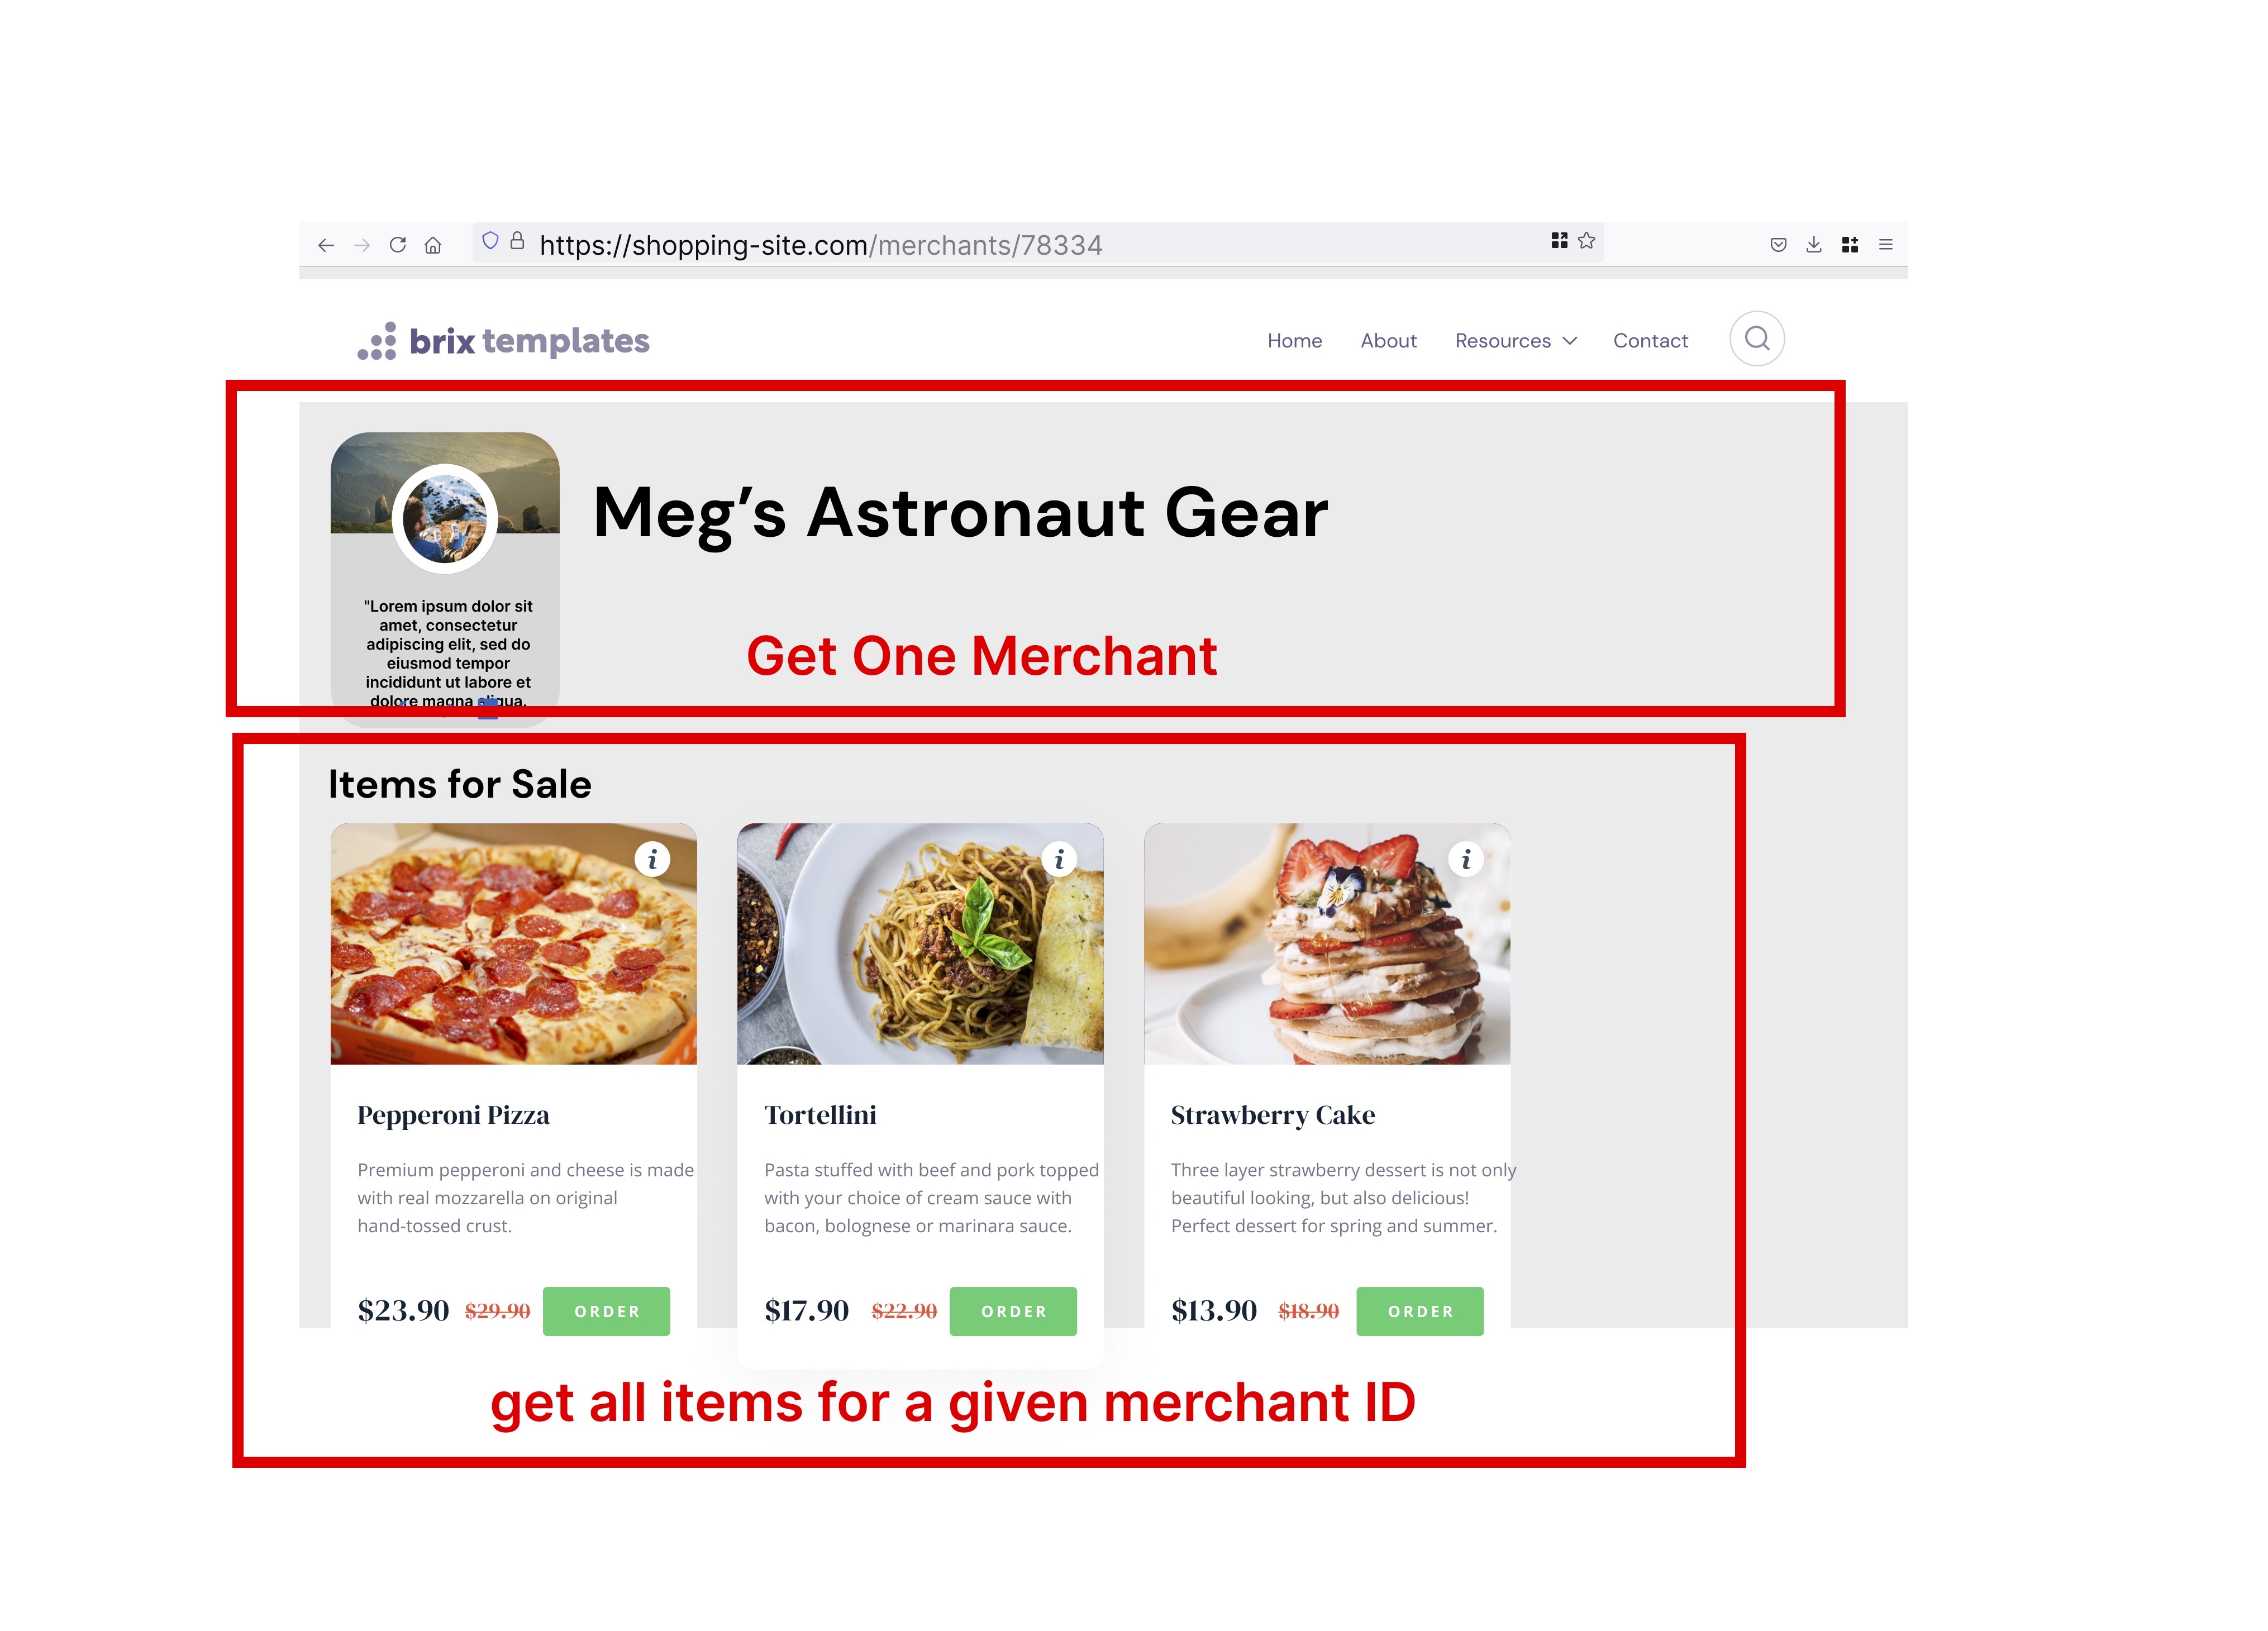 https://shopping-site.com/merchants/78334
brix templates
Home About Resources Contact
Meg's Astronaut Gear
"Lorem ipsum dolor sit
amet, consectetur
adipiscing elit, sed do
eiusmod tempor
incididunt ut labore et
dolore magna aliqua.
Get One Merchant
Items for Sale
i
i
i
Pepperoni Pizza
Premium pepperoni and cheese is made
with real mozzarella on original
hand-tossed crust.
$23.90 $29.90 ORDER
Tortellini
Pasta stuffed with beef and pork topped
with your choice of cream sauce with
bacon, bolognese or marinara sauce.
$17.90 $22.90 ORDER
Strawberry Cake
Three layer strawberry dessert is not only
beautiful looking, but also delicious!
Perfect dessert for spring and summer.
$13.90 $18.90 ORDER
get all items for a given merchant ID